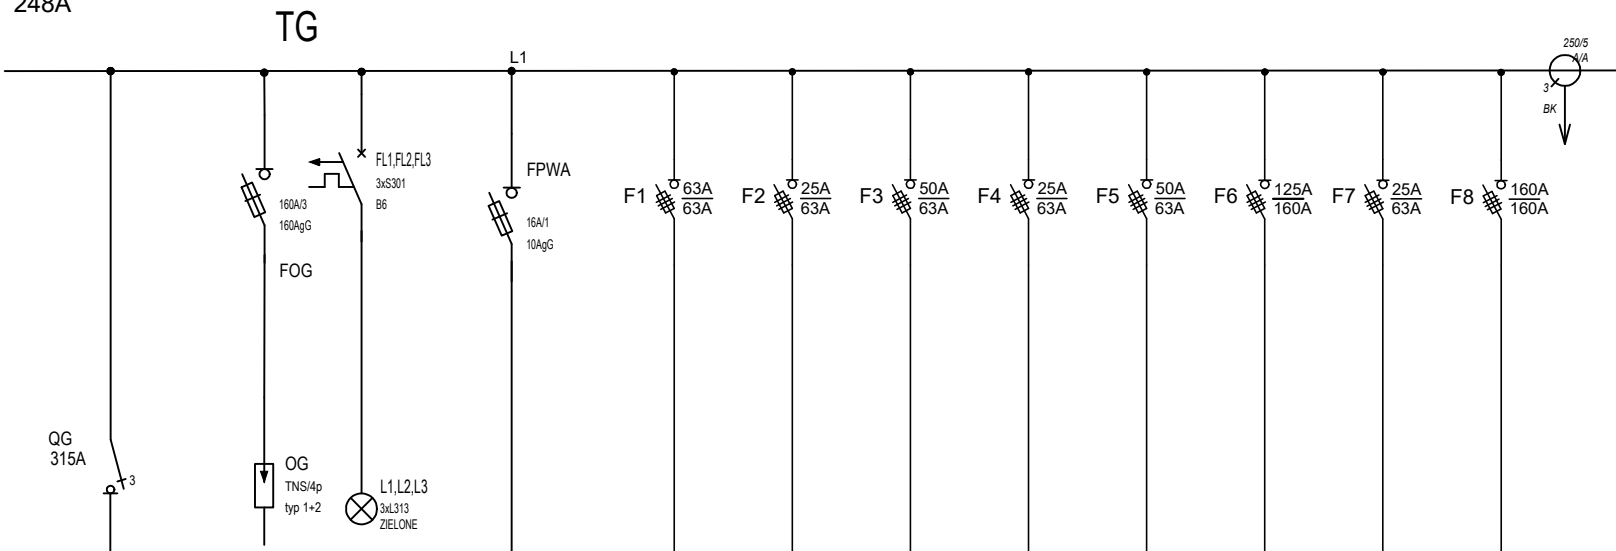 248A
TG
L1
250/5
A/A
3
BK
FL1,FL2,FL3
3xS301
B6
FPWA
16A/1
10AgG
160A/3
160AgG
FOG
F1 63A
63A
F2 25A
63A
F3 50A
63A
F4 25A
63A
F5 50A
63A
F6 125A
160A
F7 25A
63A
F8 160A
160A
QG
315A
3
OG
TNS/4p
typ 1+2
L1,L2,L3
3xL313
ZIELONE